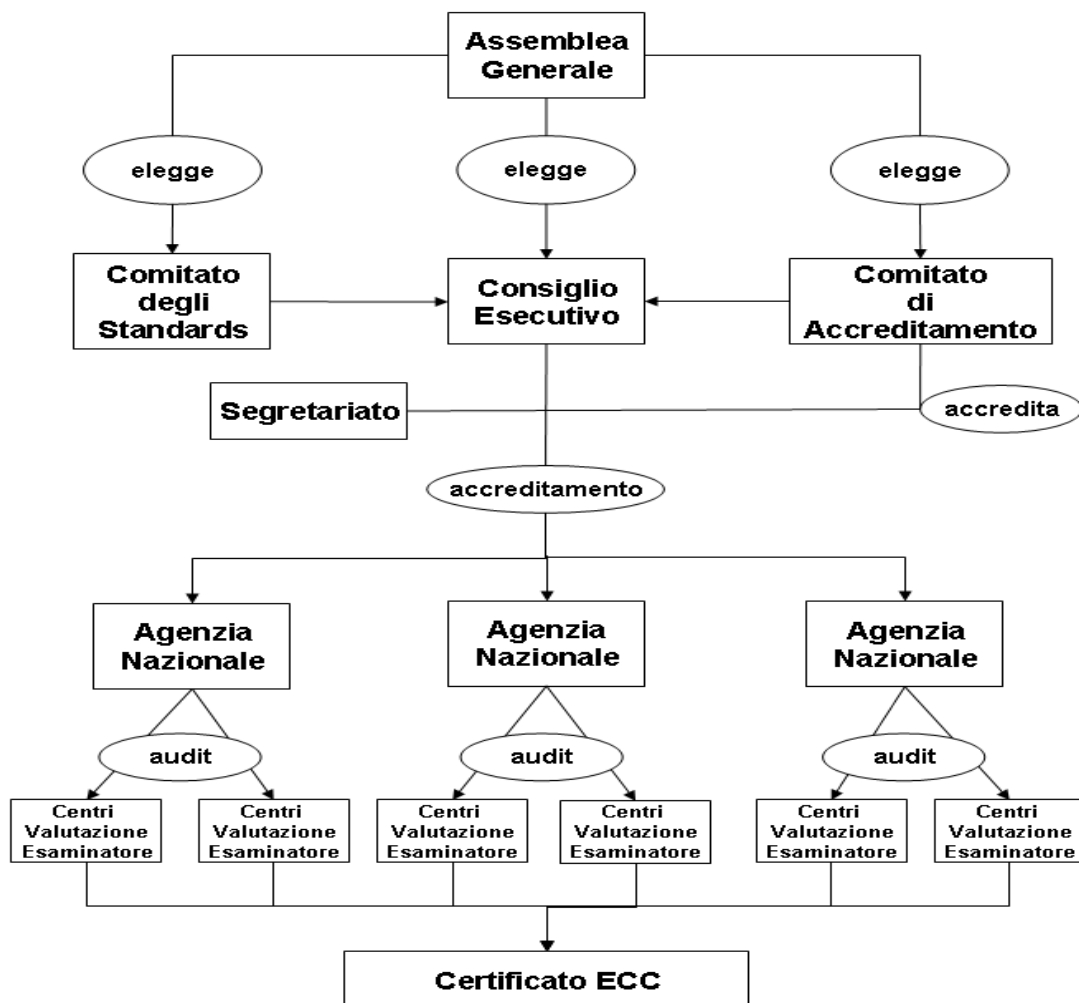 Assemblea
Generale
elegge
elegge
elegge
Comitato
degli
Standards
Consiglio
Esecutivo
Comitato
di
Accreditamento
Segretariato
accredita
accreditamento
Agenzia
Nazionale
Agenzia
Nazionale
Agenzia
Nazionale
audit
audit
audit
Centri
Valutazione
Esaminatore
Centri
Valutazione
Esaminatore
Centri
Valutazione
Esaminatore
Centri
Valutazione
Esaminatore
Centri
Valutazione
Esaminatore
Centri
Valutazione
Esaminatore
Certificato ECC